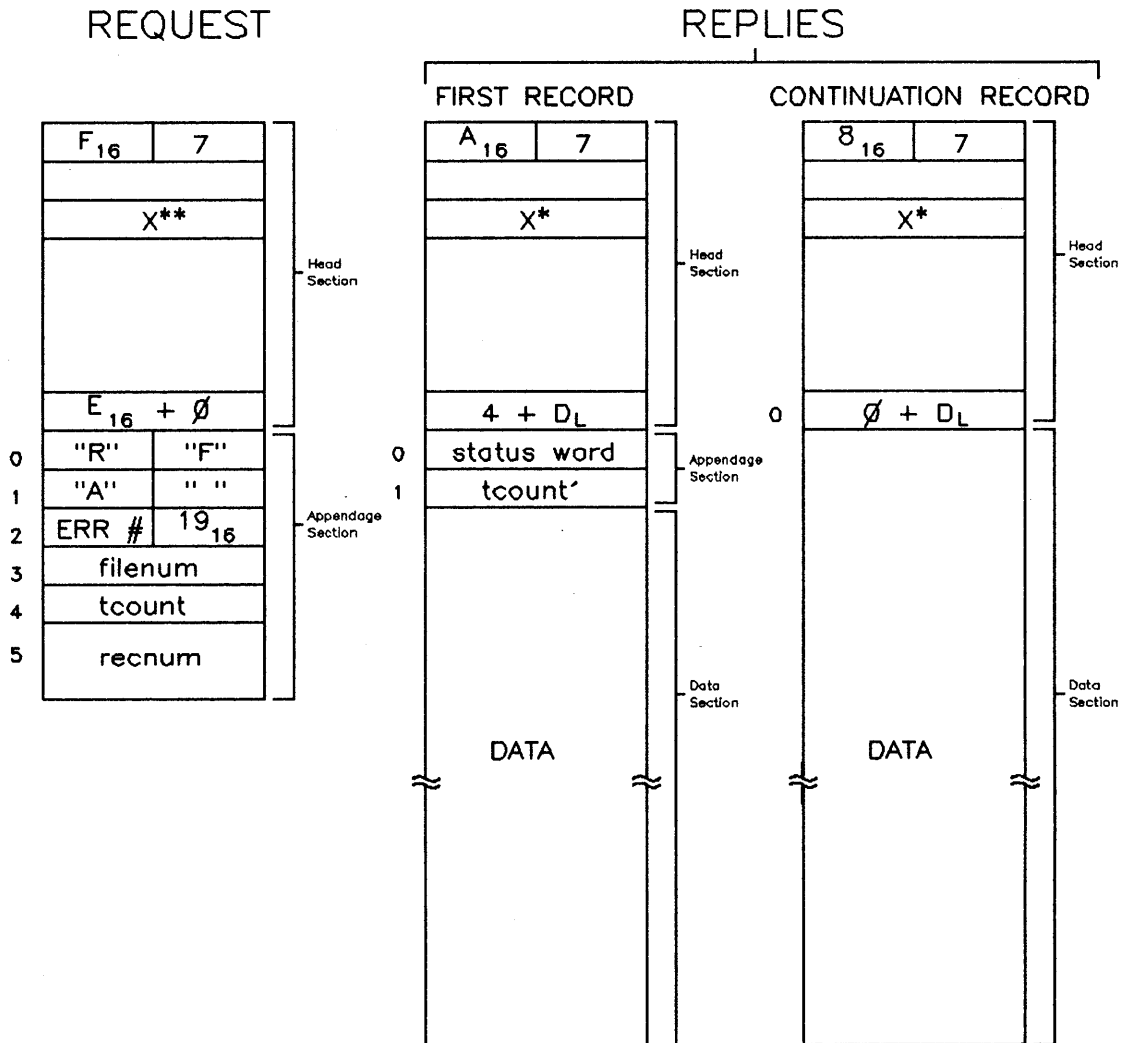 REQUEST
REPLIES
FIRST RECORD
CONTINUATION RECORD
F16 7
X**
E16 + Ø
Head
Section
0 "R" "F"
1 "A" " "
2 ERR # 1916
3 filenum
4 tcount
5 recnum
Appendage
Section
A16 7
X*
4 + DL
Head
Section
0 status word
1 tcount´
Appendage
Section
DATA
Data
Section
816 7
X*
0 Ø + DL
Head
Section
DATA
Data
Section